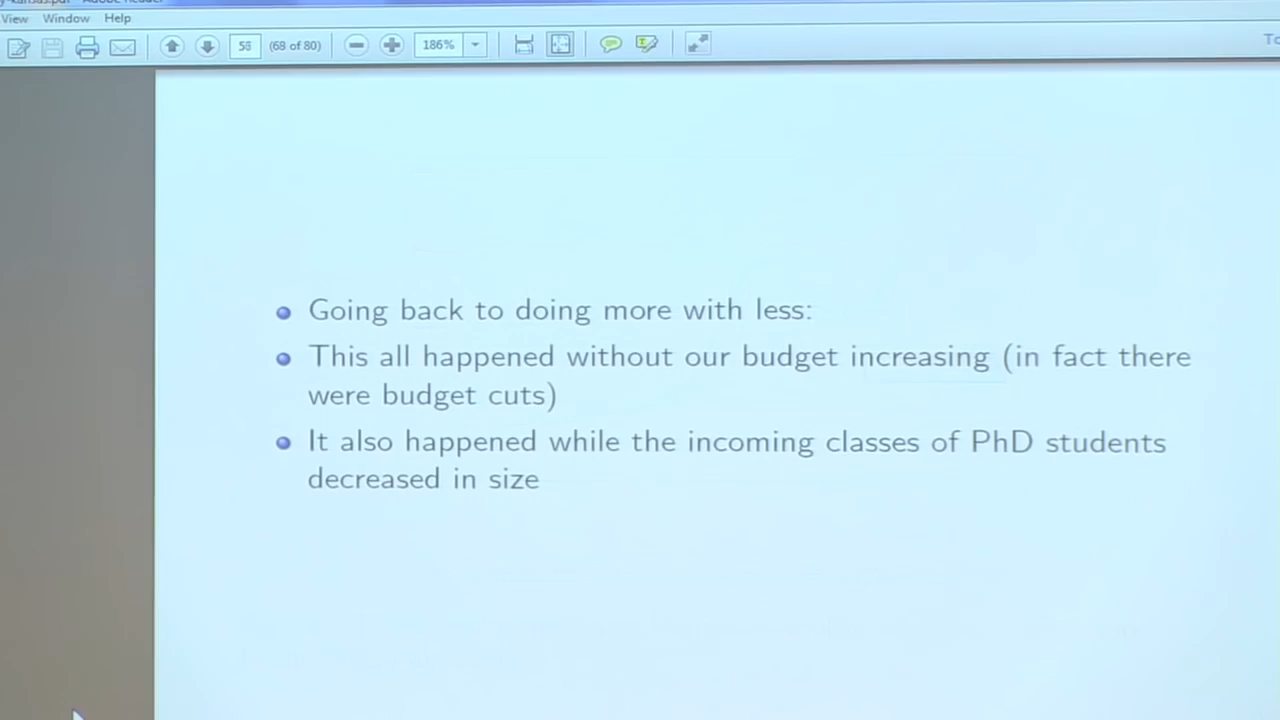 View Window Help
56 (68 of 80) 186%
Going back to doing more with less:
This all happened without our budget increasing (in fact there
were budget cuts)
It also happened while the incoming classes of PhD students
decreased in size